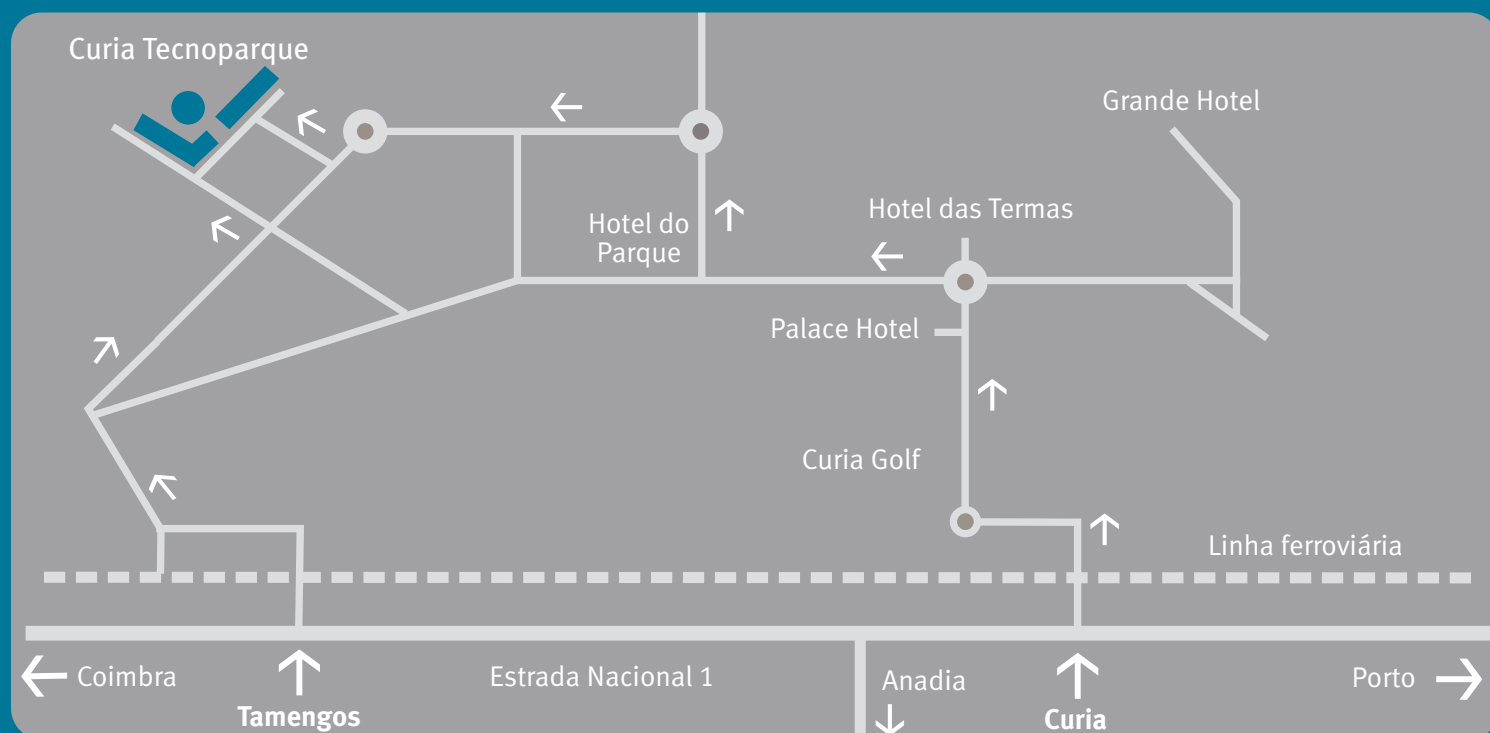 Curia Tecnoparque
Grande Hotel
Hotel do
Parque
Hotel das Termas
Palace Hotel
Curia Golf
Linha ferroviária
Coimbra
Estrada Nacional 1
Anadia
Porto
Tamengos
Curia